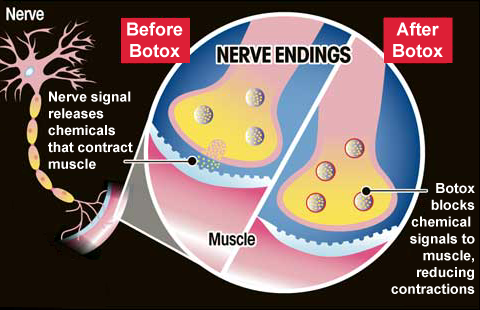 Nerve
Before
Botox
After
Botox
NERVE ENDINGS
Nerve signal
releases
chemicals
that contract
muscle
Muscle
Botox
blocks
chemical
signals to
muscle,
reducing
contractions